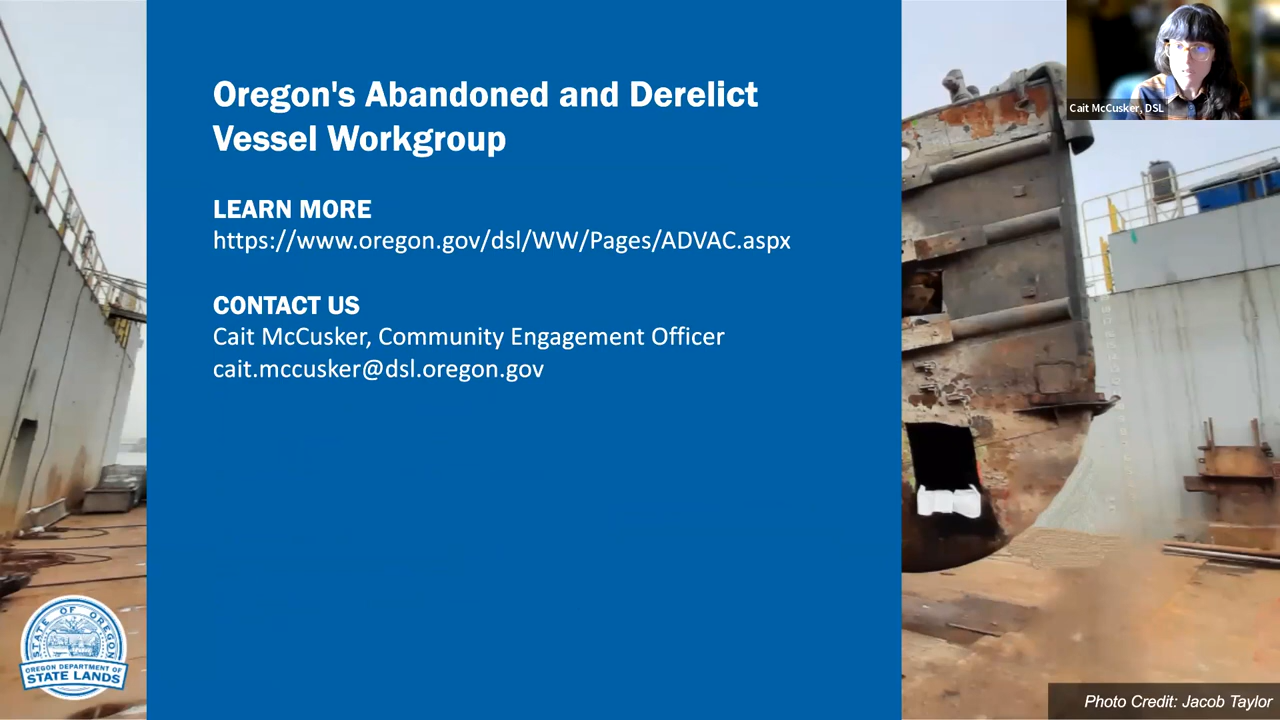 Oregon's Abandoned and Derelict
Vessel Workgroup
LEARN MORE
https://www.oregon.gov/dsl/WW/Pages/ADVAC.aspx
CONTACT US
Cait McCusker, Community Engagement Officer
cait.mccusker@dsl.oregon.gov
Cait McCusker, DSL
STATE OF OREGON
OREGON DEPARTMENT OF
STATE LANDS
Photo Credit: Jacob Taylor